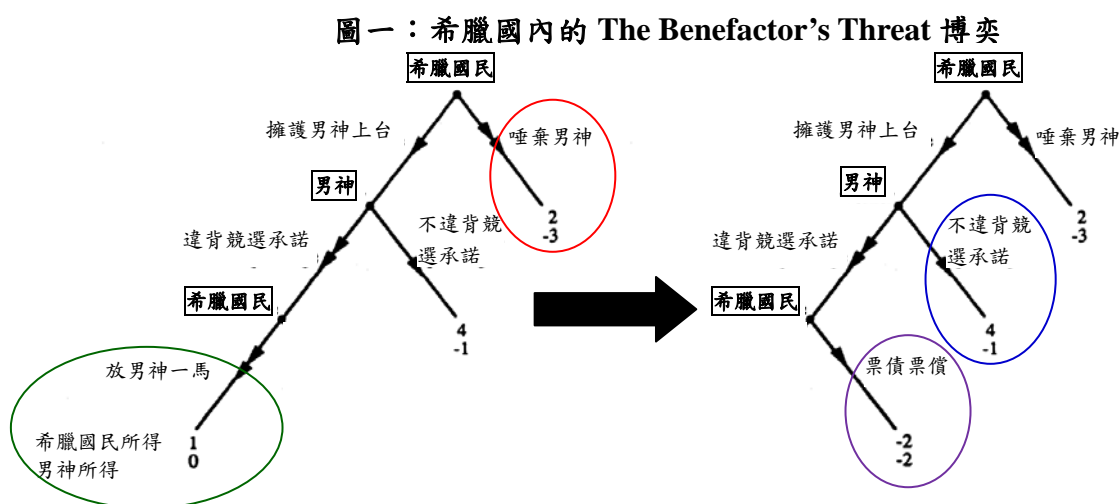 圖一：希臘國內的 The Benefactor's Threat 博奕
希臘國民
擁護男神上台
唾棄男神
男神
2
-3
違背競選承諾
不違背競
選承諾
希臘國民
4
-1
放男神一馬
希臘國民所得
男神所得
1
0
希臘國民
擁護男神上台
唾棄男神
男神
2
-3
違背競選承諾
不違背競
選承諾
希臘國民
4
-1
票債票償
-2
-2